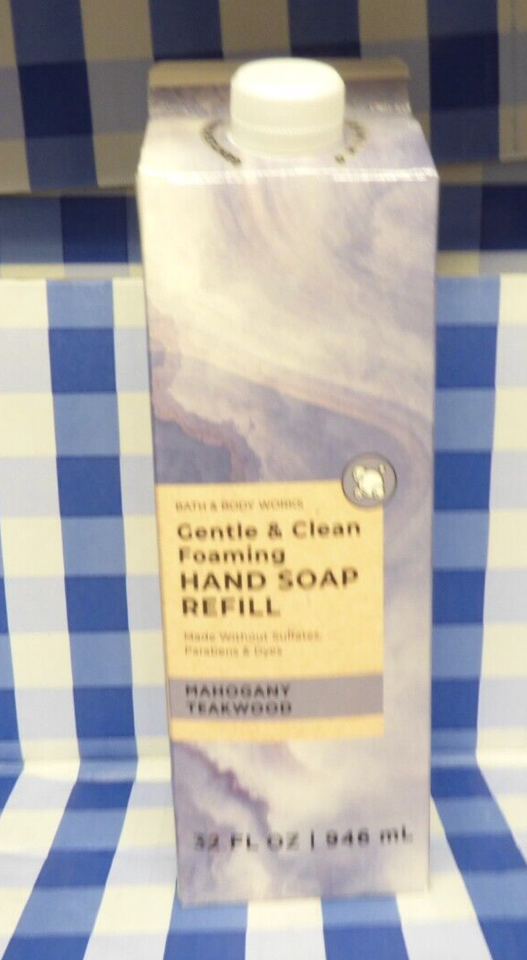 BATH & BODY WORKS
Gentle & Clean
Foaming
HAND SOAP
REFILL
Made Without Sulfates,
Parabens & Dyes
MAHOGANY
TEAKWOOD
32 FL OZ | 946 mL